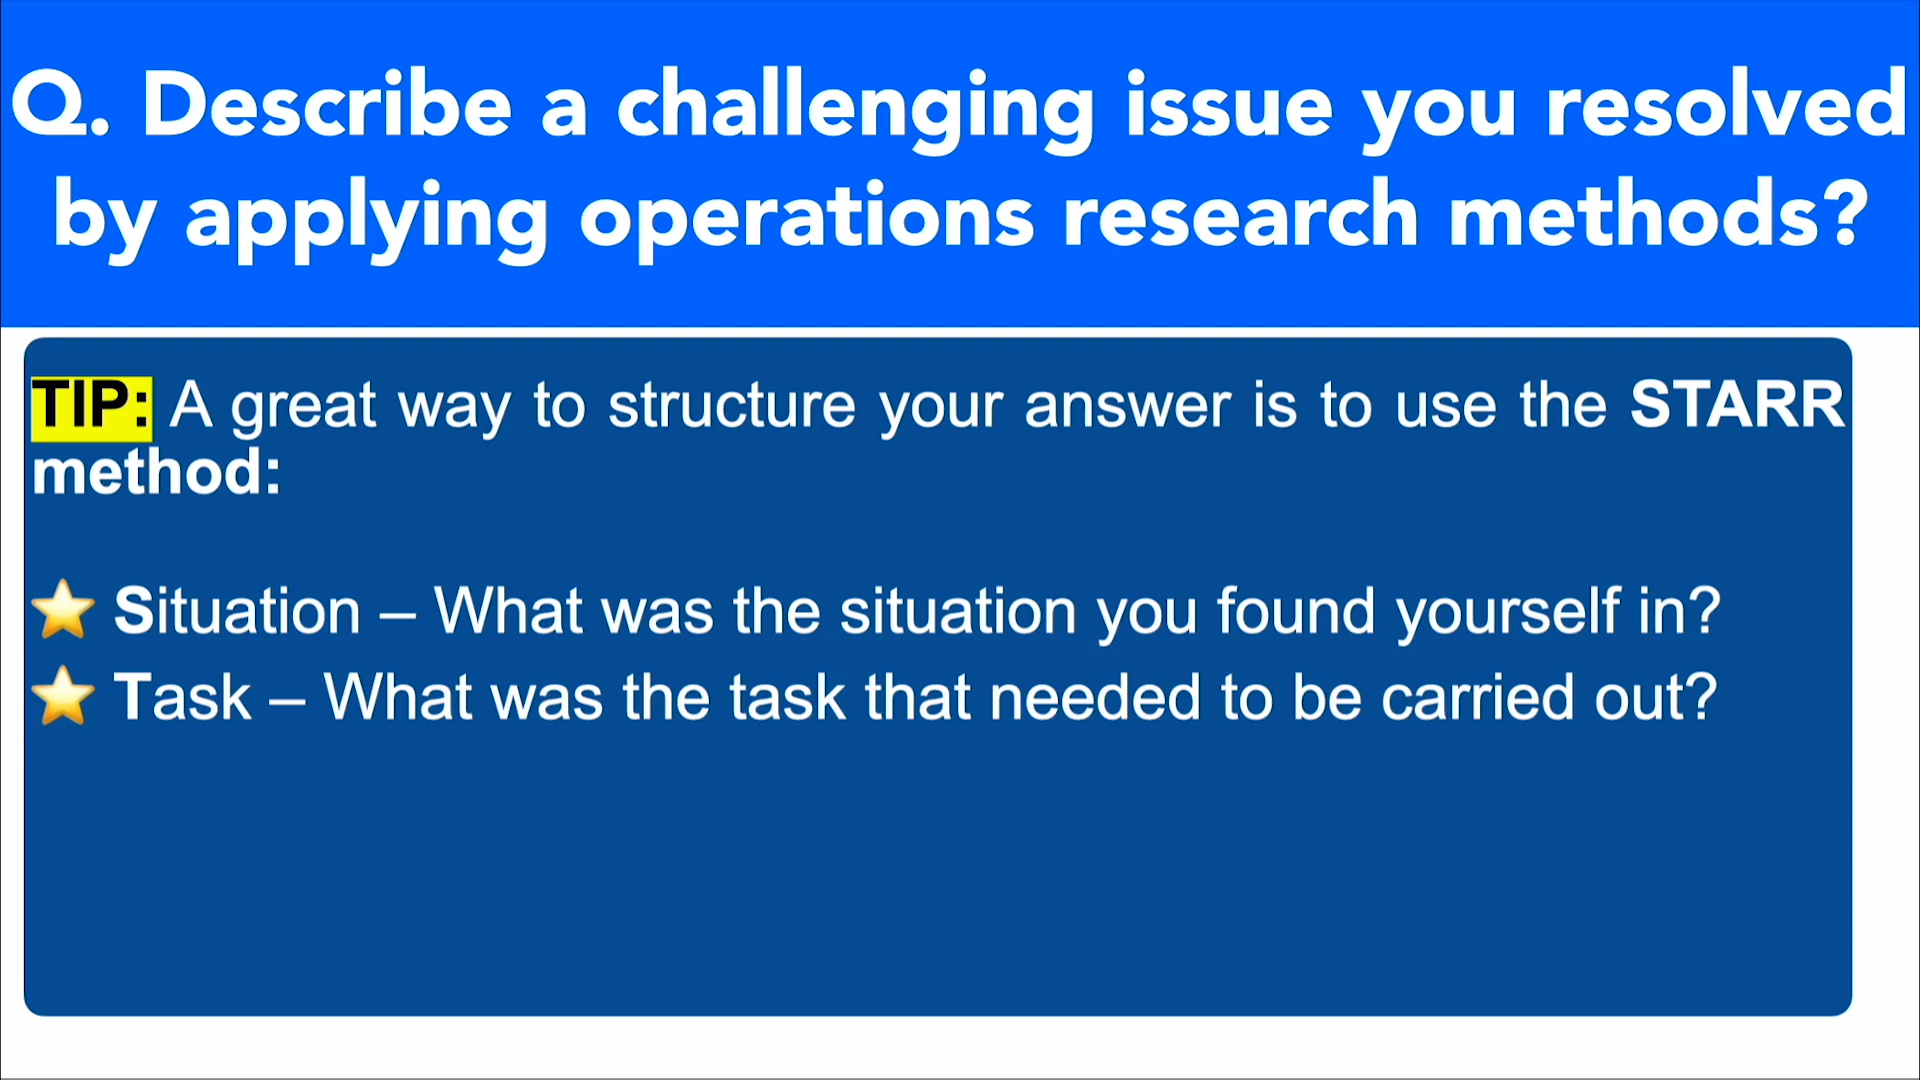 Q. Describe a challenging issue you resolved
by applying operations research methods?
TIP: A great way to structure your answer is to use the STARR
method:
⭐ Situation – What was the situation you found yourself in?
⭐ Task – What was the task that needed to be carried out?